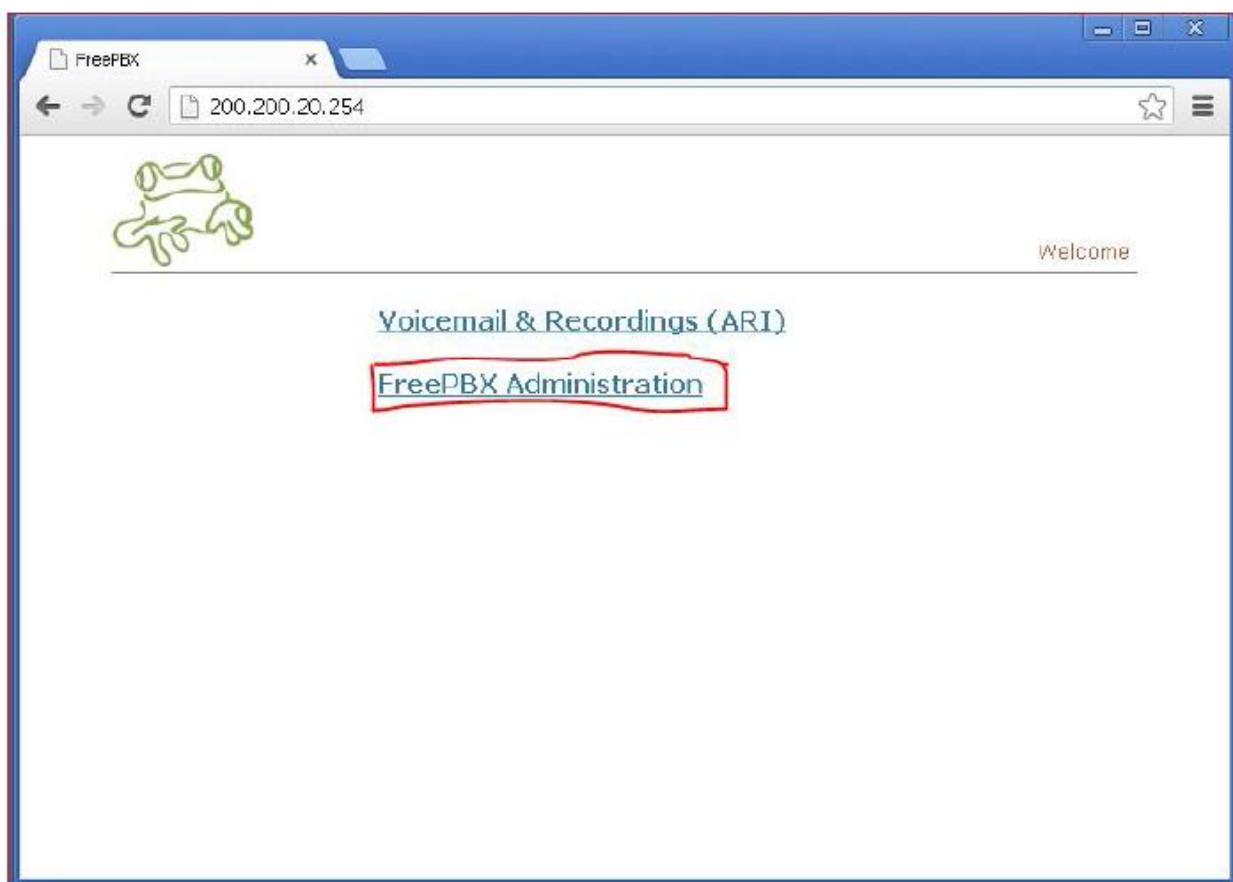 FreePBX
200.200.20.254
Welcome
Voicemail & Recordings (ARI)
FreePBX Administration